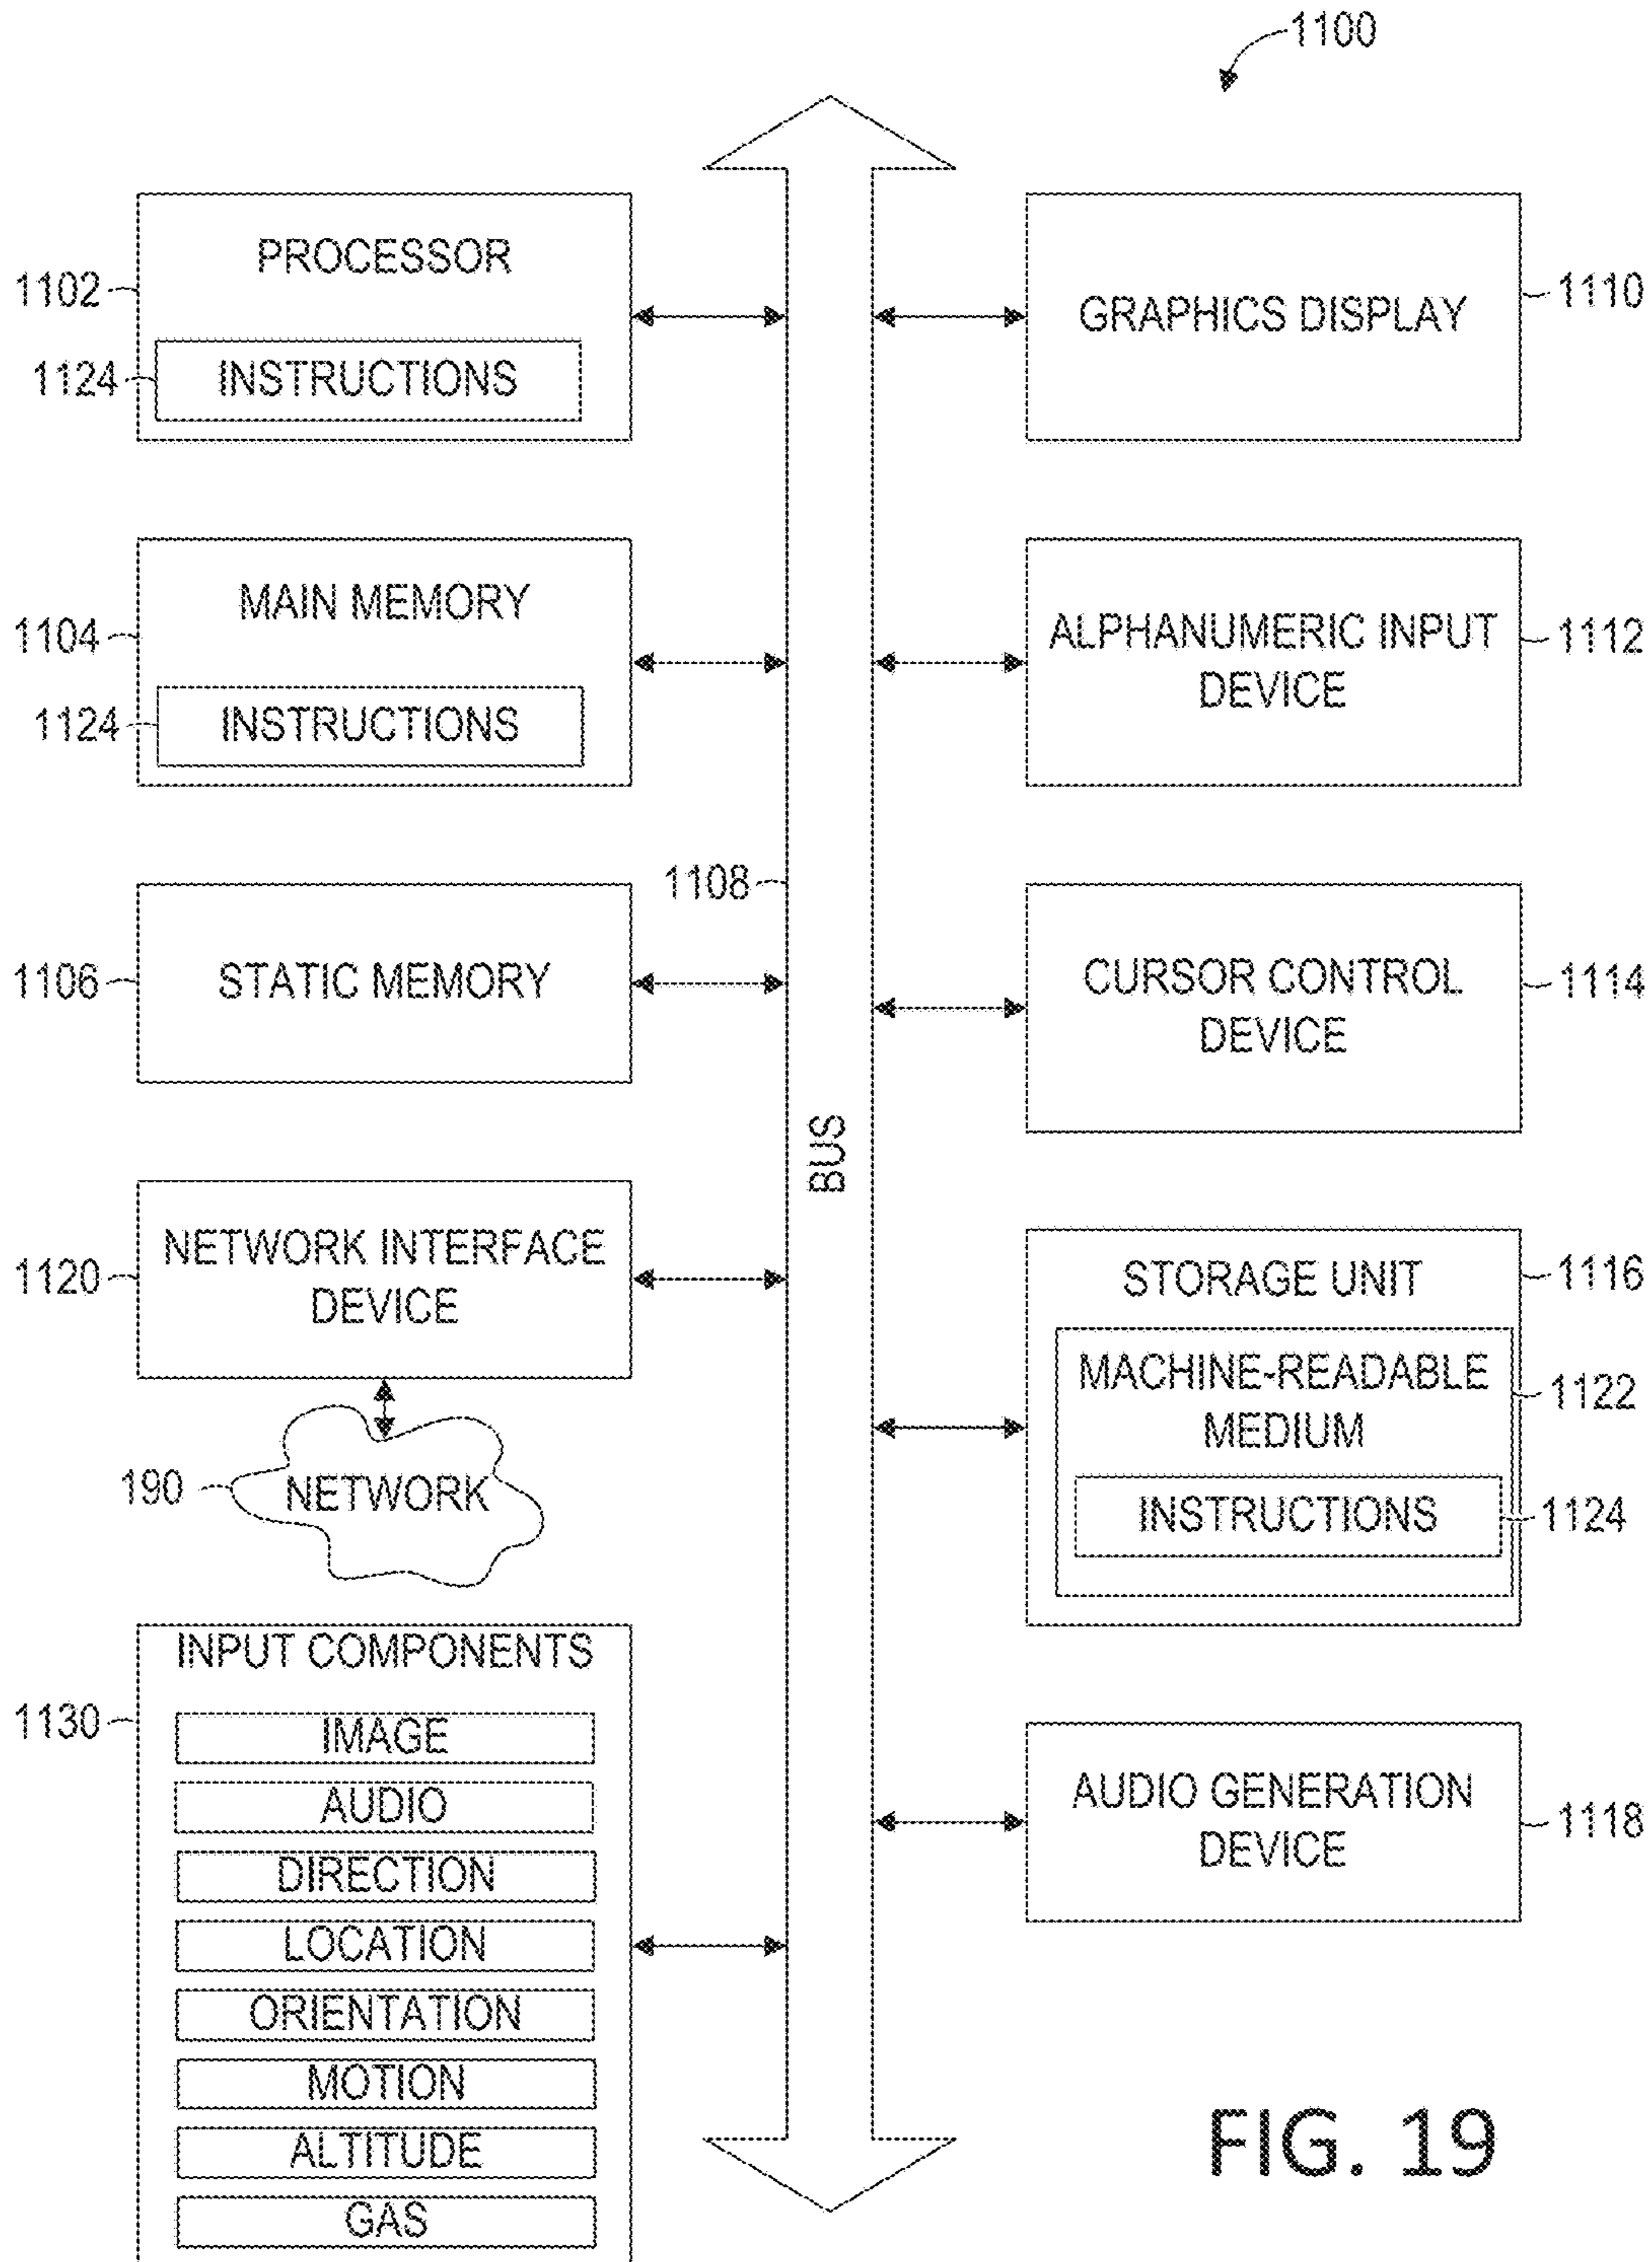 1100
PROCESSOR
1102
1124
INSTRUCTIONS
MAIN MEMORY
1104
1124
INSTRUCTIONS
1106
STATIC MEMORY
1108
BUS
1120
NETWORK INTERFACE
DEVICE
190
NETWORK
INPUT COMPONENTS
1130
IMAGE
AUDIO
DIRECTION
LOCATION
ORIENTATION
MOTION
ALTITUDE
GAS
GRAPHICS DISPLAY
1110
ALPHANUMERIC INPUT
DEVICE
1112
CURSOR CONTROL
DEVICE
1114
STORAGE UNIT
1116
MACHINE-READABLE
MEDIUM
1122
INSTRUCTIONS
1124
AUDIO GENERATION
DEVICE
1118
FIG. 19